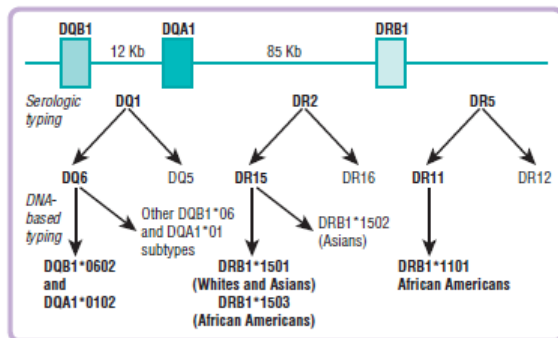 DQB1 DQA1 DRB1
12 Kb 85 Kb
Serologic
typing
DQ1 DR2 DR5
DQ6 DQ5 DR15 DR16 DR11 DR12
DNA-
based
typing
Other DQB1*06
and DQA1*01
subtypes
DRB1*1502
(Asians)
DQB1*0602
and
DQA1*0102
DRB1*1501
(Whites and Asians)
DRB1*1503
(African Americans)
DRB1*1101
African Americans